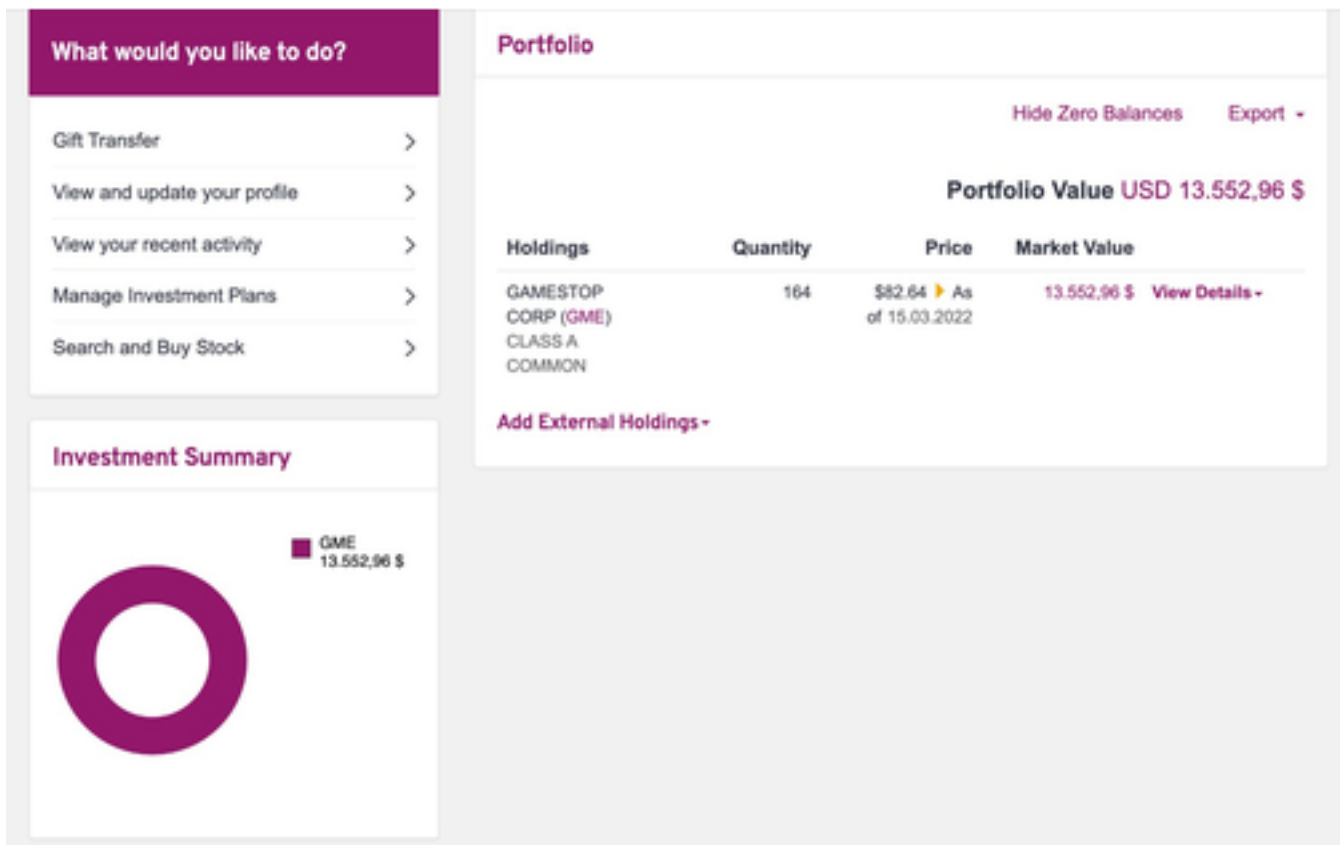 What would you like to do?
Gift Transfer
View and update your profile
View your recent activity
Manage Investment Plans
Search and Buy Stock
Investment Summary
GME
13.552,96 $
Portfolio
Hide Zero Balances Export
Portfolio Value USD 13.552,96 $
Holdings Quantity Price Market Value
GAMESTOP 164 $82.64 As 13.552,96 $ View Details
CORP (GME) of 15.03.2022
CLASS A
COMMON
Add External Holdings